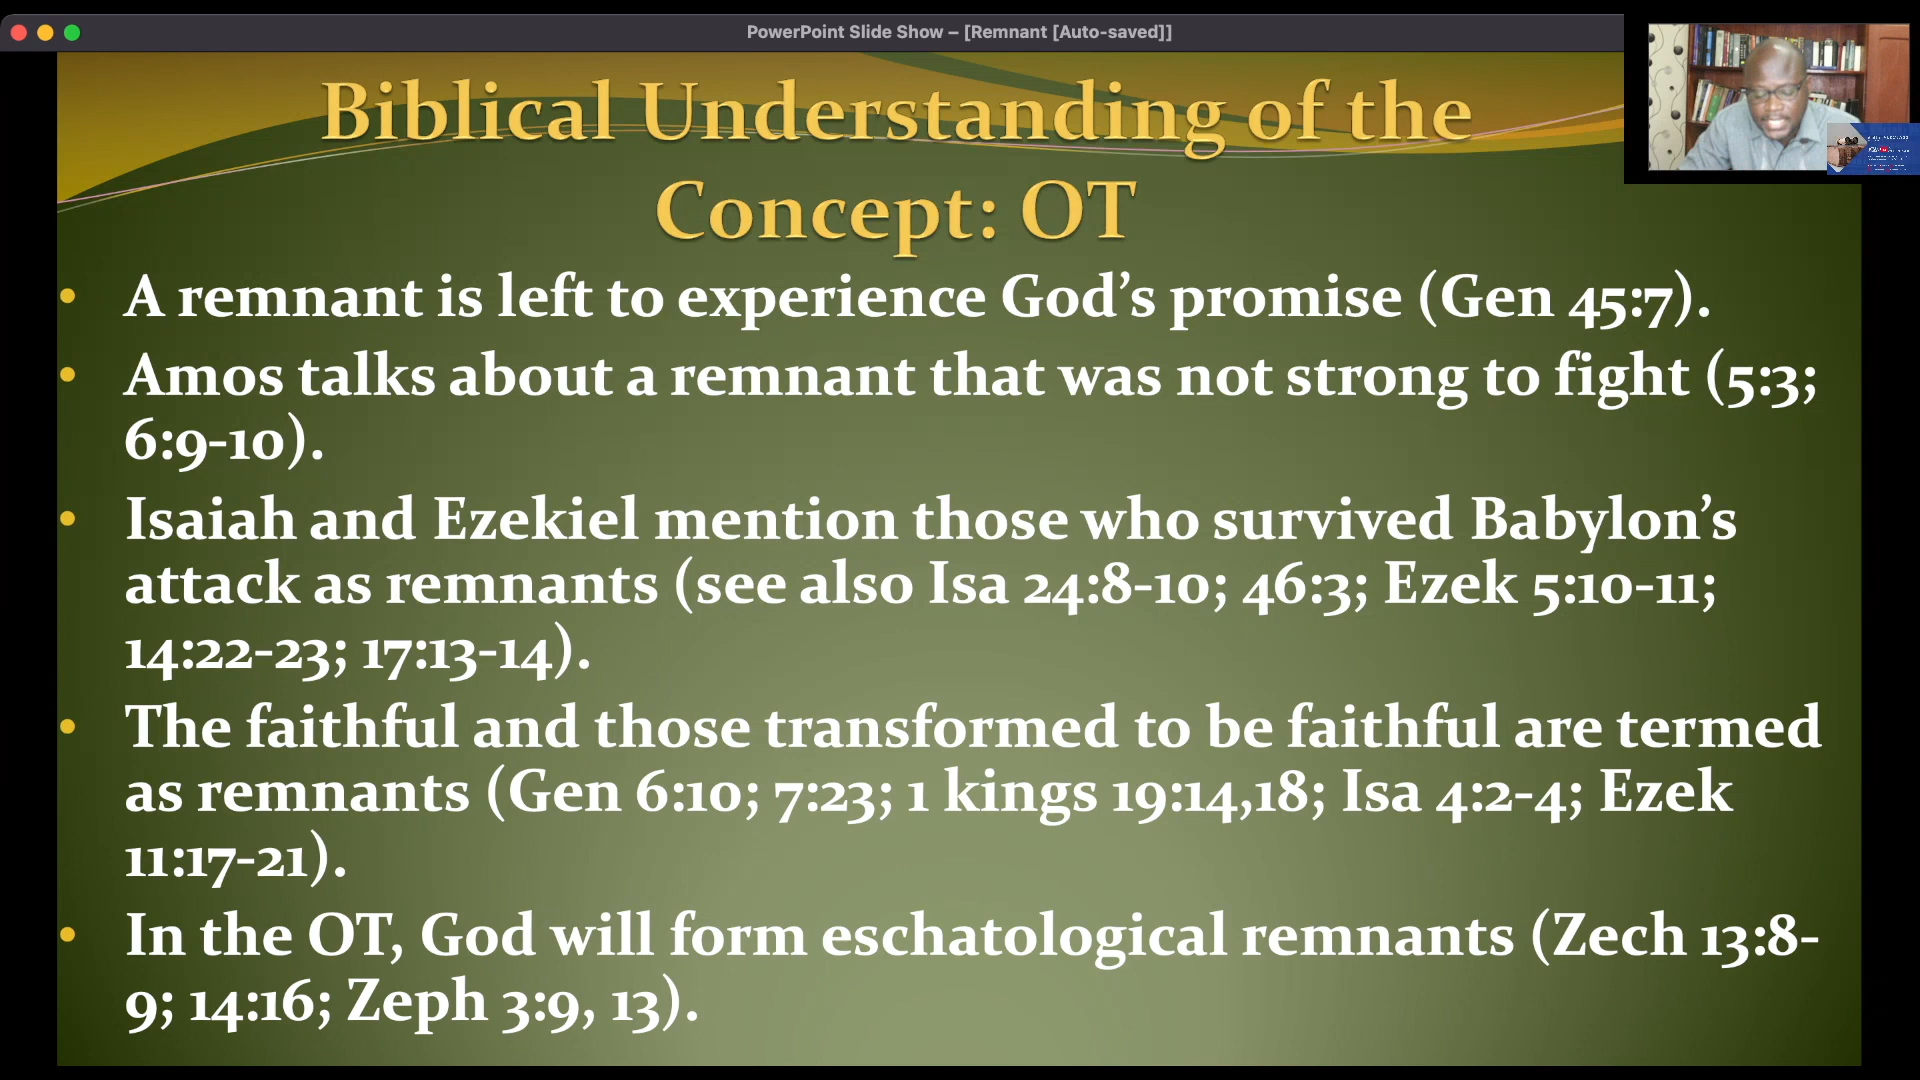 PowerPoint Slide Show – [Remnant [Auto-saved]]
Biblical Understanding of the
Concept: OT
• A remnant is left to experience God’s promise (Gen 45:7).
• Amos talks about a remnant that was not strong to fight (5:3;
6:9-10).
• Isaiah and Ezekiel mention those who survived Babylon’s
attack as remnants (see also Isa 24:8-10; 46:3; Ezek 5:10-11;
14:22-23; 17:13-14).
• The faithful and those transformed to be faithful are termed
as remnants (Gen 6:10; 7:23; 1 kings 19:14,18; Isa 4:2-4; Ezek
11:17-21).
• In the OT, God will form eschatological remnants (Zech 13:8-
9; 14:16; Zeph 3:9, 13).